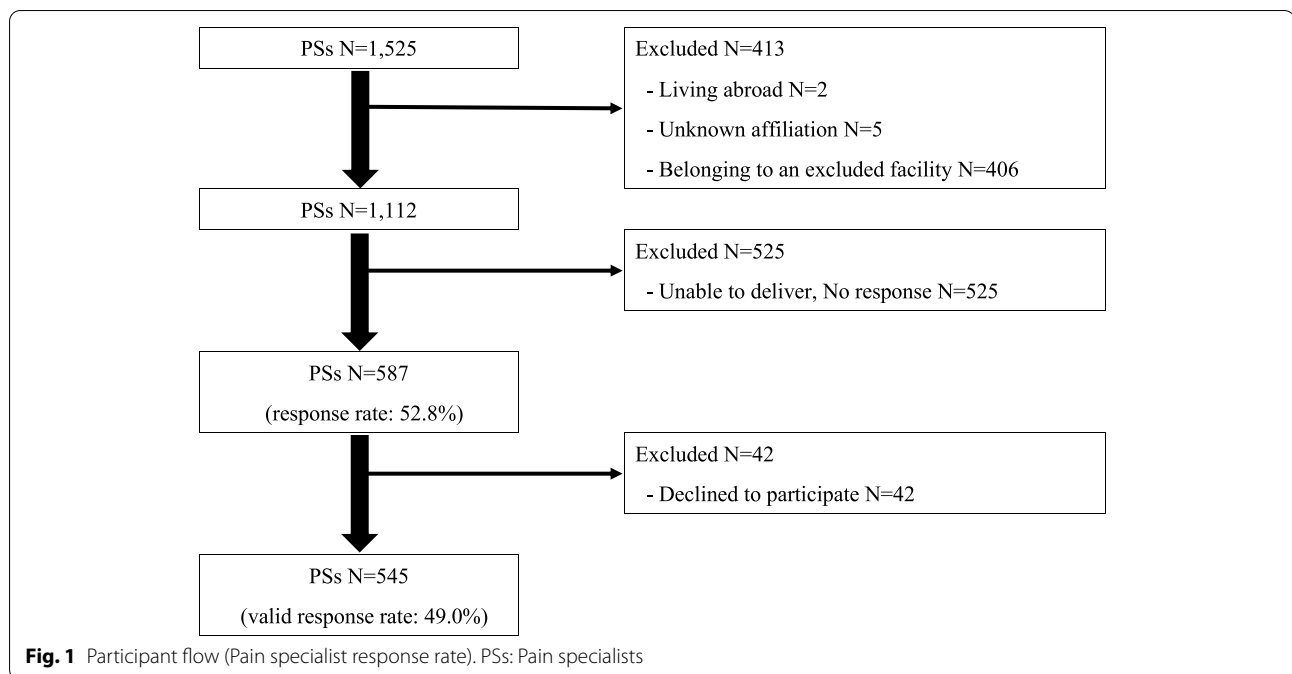 PSs N=1,525
Excluded N=413
- Living abroad N=2
- Unknown affiliation N=5
- Belonging to an excluded facility N=406
PSs N=1,112
Excluded N=525
- Unable to deliver, No response N=525
PSs N=587
(response rate: 52.8%)
Excluded N=42
- Declined to participate N=42
PSs N=545
(valid response rate: 49.0%)
Fig. 1 Participant flow (Pain specialist response rate). PSs: Pain specialists